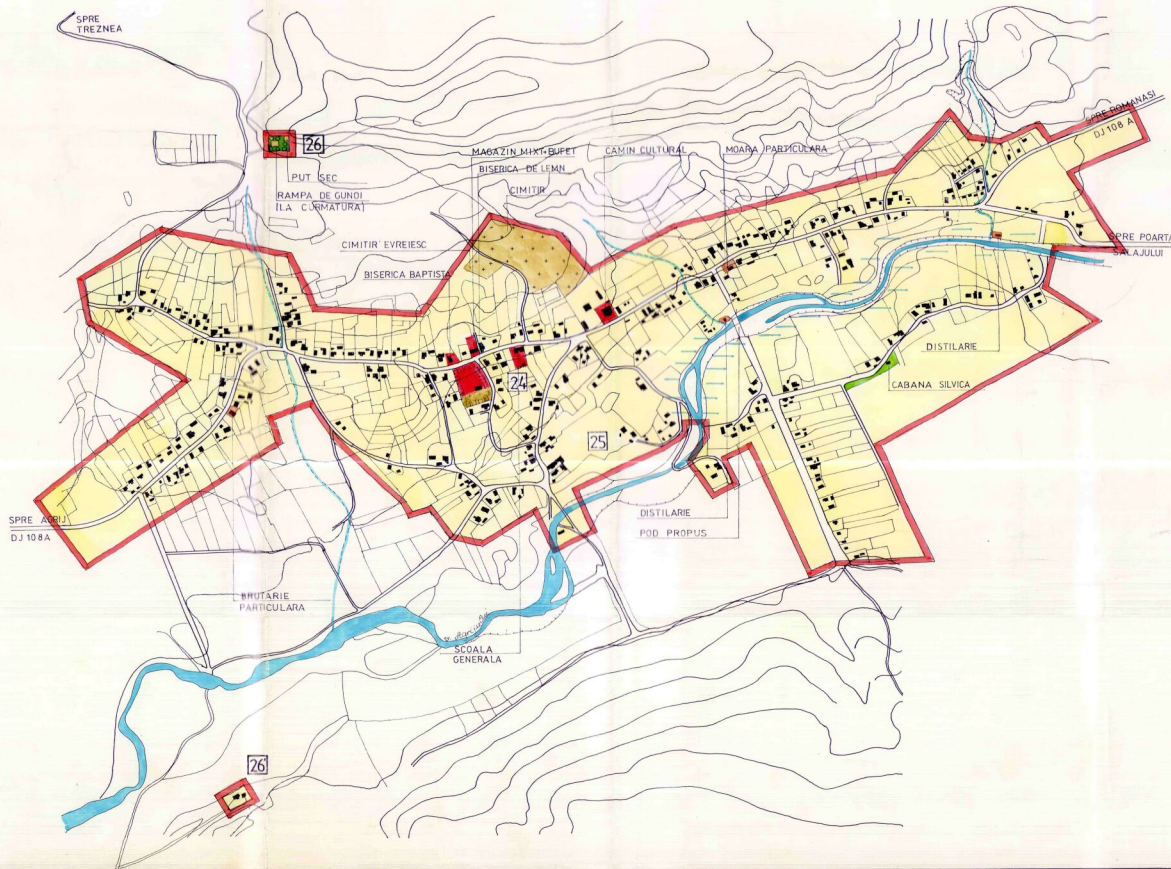 SPRE
TREZNEA
SPRE ROMANASI
DJ 108 A
26
MAGAZIN MIXT+BUFET
CAMIN CULTURAL
MOARA PARTICULARA
BISERICA DE LEMN
PUT SEC
CIMITIR
RAMPA DE GUNOI
(LA CURMATURA)
CIMITIR EVREIESC
SPRE POARTA
SALAJULUI
BISERICA BAPTISTA
DISTILARIE
24
CABANA SILVICA
25
DISTILARIE
SPRE AGRIJ
DJ 108A
POD PROPUS
BRUTARIE
PARTICULARA
SCOALA
GENERALA
26